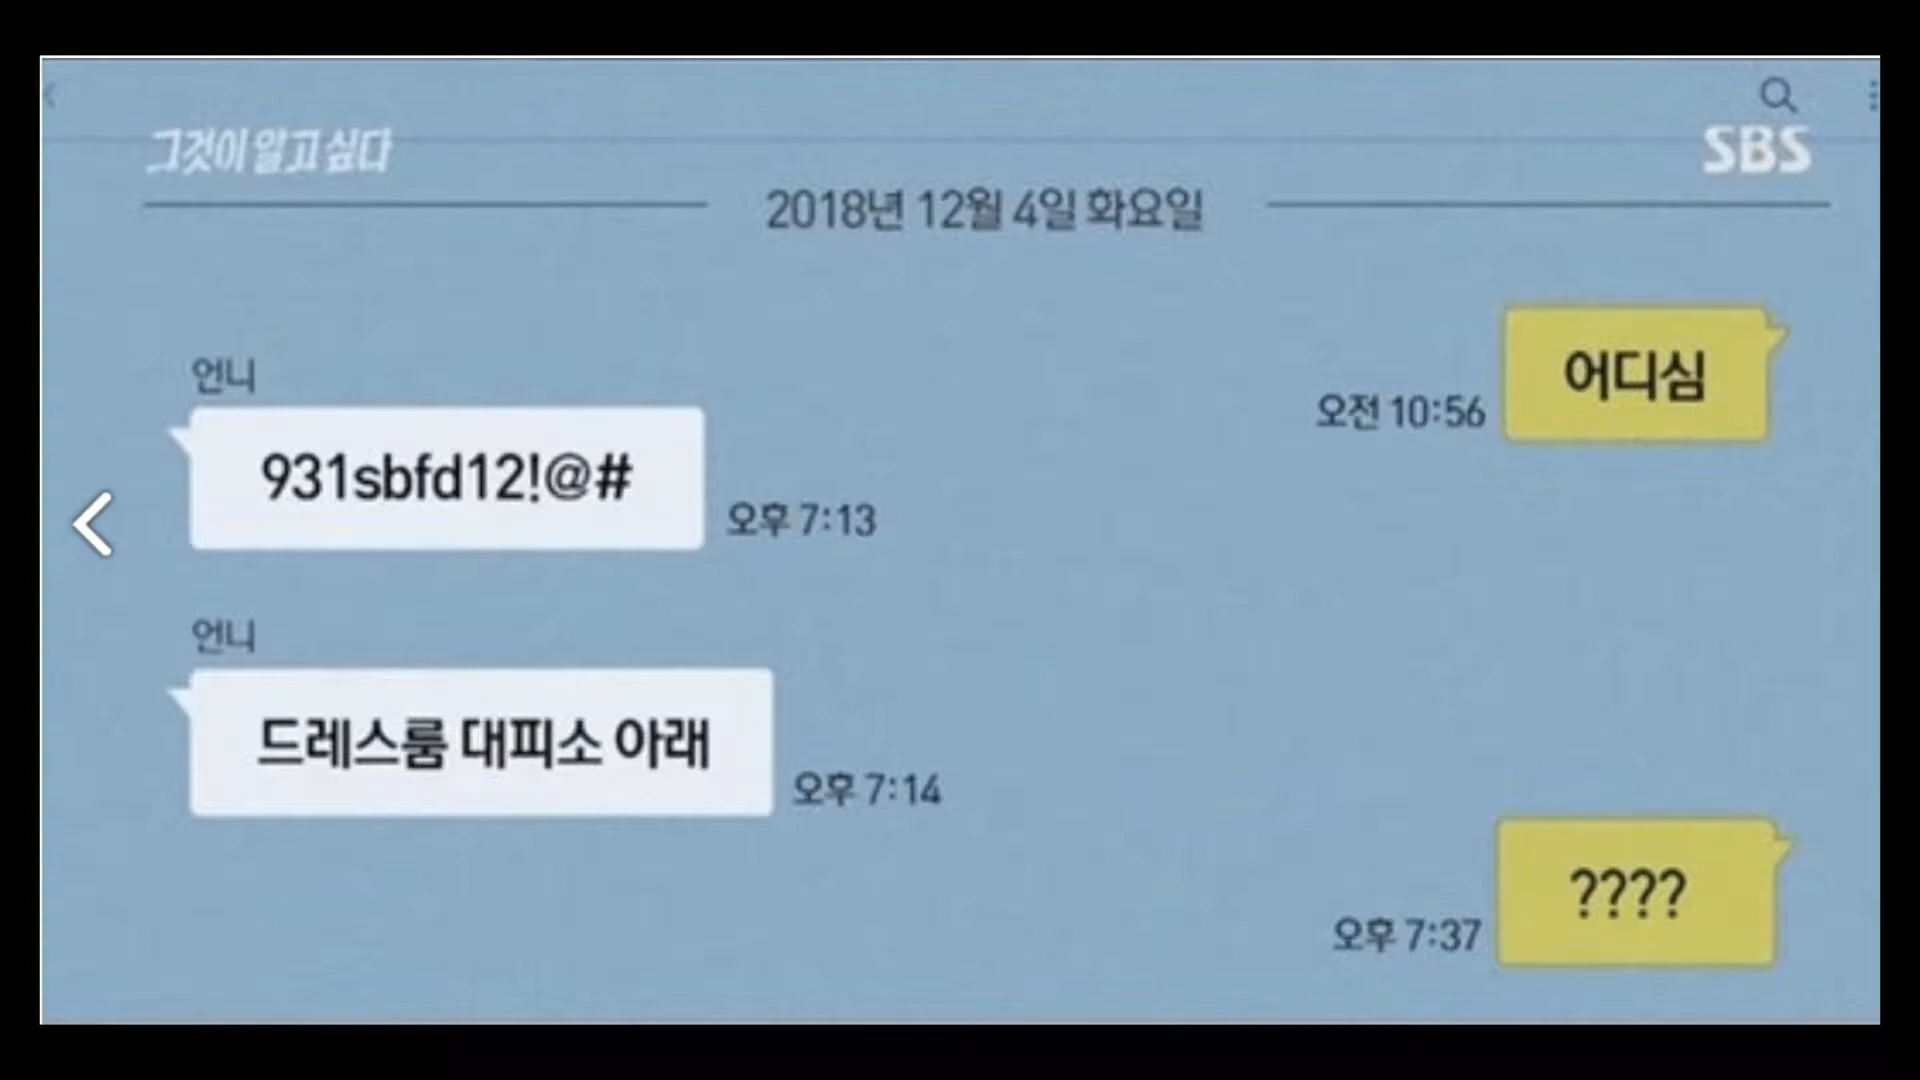 그것이 알고싶다
SBS
2018년 12월 4일 화요일
어디심
오전 10:56
언니
931sbfd12!@#
오후 7:13
언니
드레스룸 대피소 아래
오후 7:14
????
오후 7:37